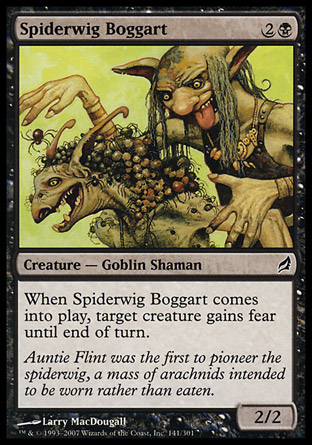 Spiderwig Boggart 2
Creature — Goblin Shaman
When Spiderwig Boggart comes
into play, target creature gains fear
until end of turn.
Auntie Flint was the first to pioneer the
spiderwig, a mass of arachnids intended
to be worn rather than eaten.
Larry MacDougall
™ & © 1993–2007 Wizards of the Coast, Inc. 141/301
2/2